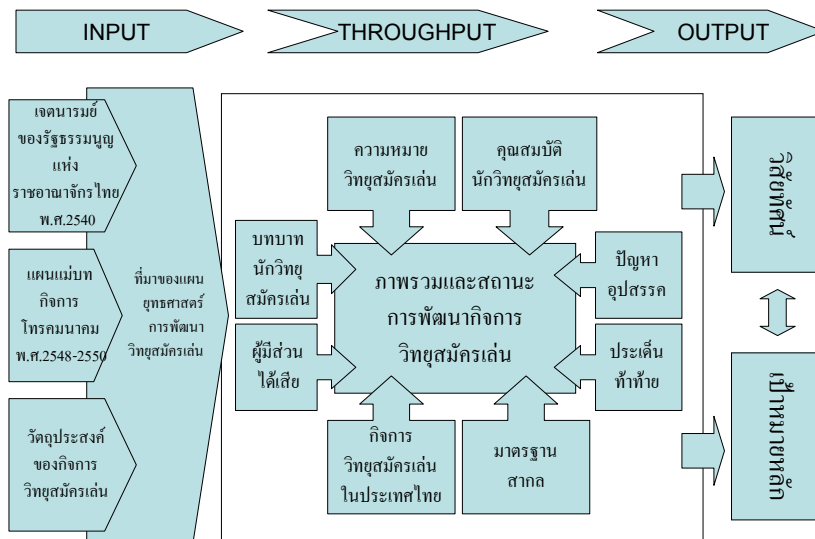 INPUT
THROUGHPUT
OUTPUT
เจตนารมย์
ของรัฐธรรมนูญ
แห่ง
ราชอาณาจักรไทย
พ.ศ.2540
แผนแม่บท
กิจการ
โทรคมนาคม
พ.ศ.2548-2550
วัตถุประสงค์
ของกิจการ
วิทยุสมัครเล่น
ที่มาของแผน
ยุทธศาสตร์
การพัฒนา
วิทยุสมัครเล่น
ความหมาย
วิทยุสมัครเล่น
คุณสมบัติ
นักวิทยุสมัครเล่น
บทบาท
นักวิทยุ
สมัครเล่น
ผู้มีส่วน
ได้เสีย
ภาพรวมและสถานะ
การพัฒนากิจการ
วิทยุสมัครเล่น
ปัญหา
อุปสรรค
ประเด็น
ท้าทาย
กิจการ
วิทยุสมัครเล่น
ในประเทศไทย
มาตรฐาน
สากล
วิสัยทัศน์
เป้าหมายหลัก